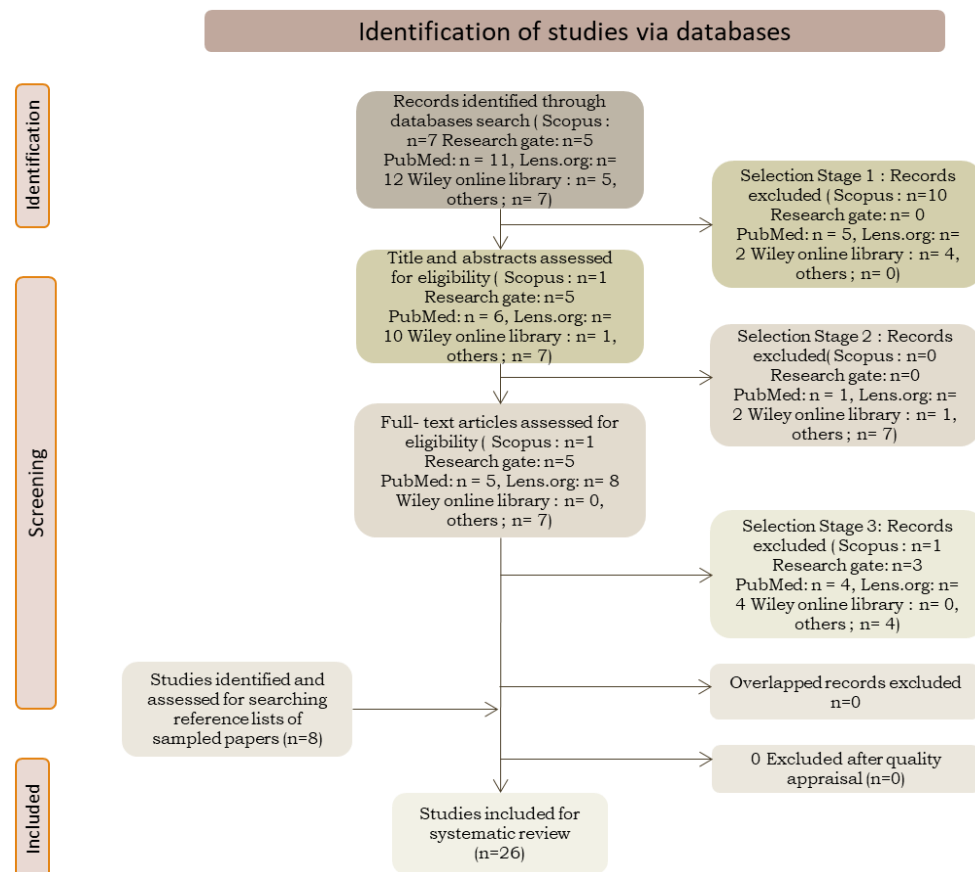 Identification of studies via databases
Identification
Records identified through
databases search ( Scopus :
n=7 Research gate: n=5
PubMed: n = 11, Lens.org: n=
12 Wiley online library : n= 5,
others ; n= 7)
Selection Stage 1 : Records
excluded ( Scopus : n=10
Research gate: n= 0
PubMed: n = 5, Lens.org: n=
2 Wiley online library : n= 4,
others ; n= 0)
Screening
Title and abstracts assessed
for eligibility ( Scopus : n=1
Research gate: n=5
PubMed: n = 6, Lens.org: n=
10 Wiley online library : n= 1,
others ; n= 7)
Selection Stage 2 : Records
excluded( Scopus : n=0
Research gate: n=0
PubMed: n = 1, Lens.org: n=
2 Wiley online library : n= 1,
others ; n= 7)
Full- text articles assessed for
eligibility ( Scopus : n=1
Research gate: n=5
PubMed: n = 5, Lens.org: n= 8
Wiley online library : n= 0,
others ; n= 7)
Selection Stage 3: Records
excluded ( Scopus : n=1
Research gate: n=3
PubMed: n = 4, Lens.org: n=
4 Wiley online library : n= 0,
others ; n= 4)
Studies identified and
assessed for searching
reference lists of
sampled papers (n=8)
Overlapped records excluded
n=0
0 Excluded after quality
appraisal (n=0)
Included
Studies included for
systematic review
(n=26)